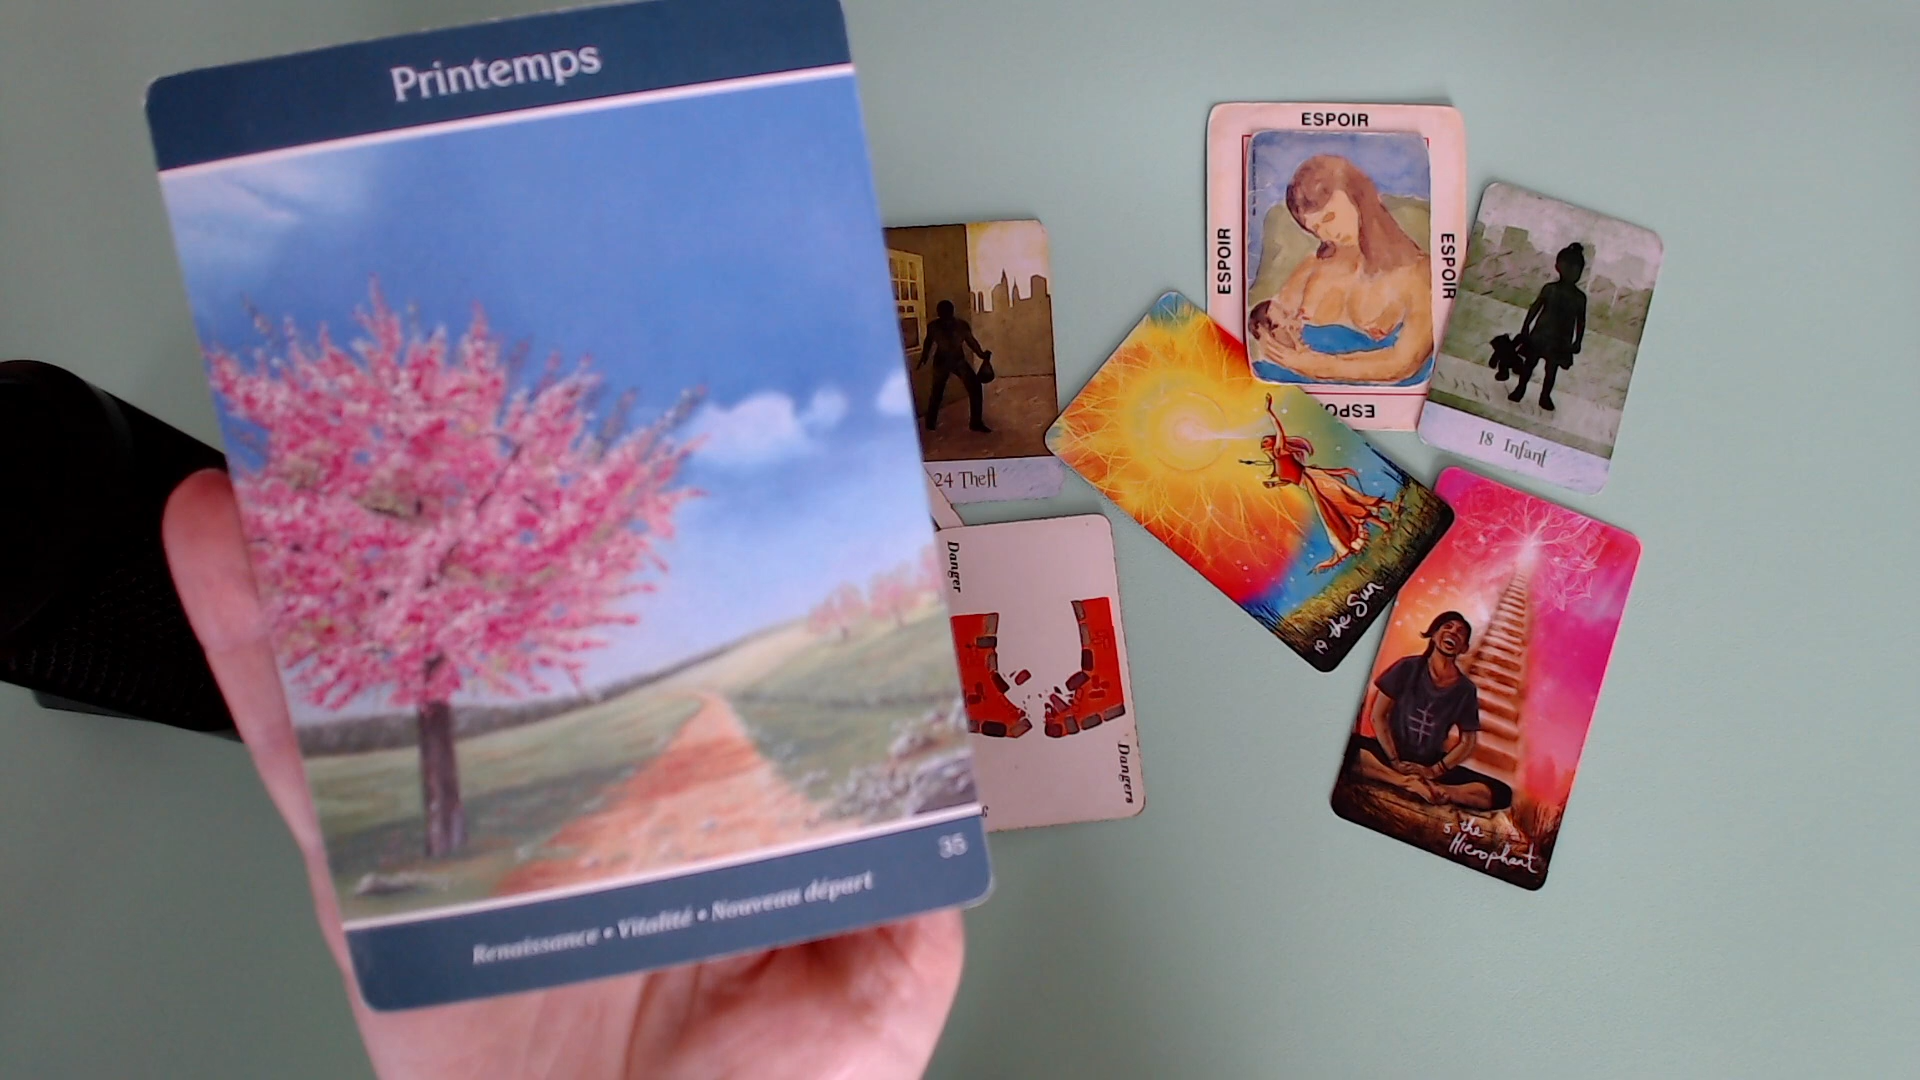 Printemps
35
Renaissance • Vitalité • Nouveau départ
24 Theft
Danger
Dangers
ESPOIR
ESPOIR
ESPOIR
18 Infant
19 the Sun
5 the
Hierophant